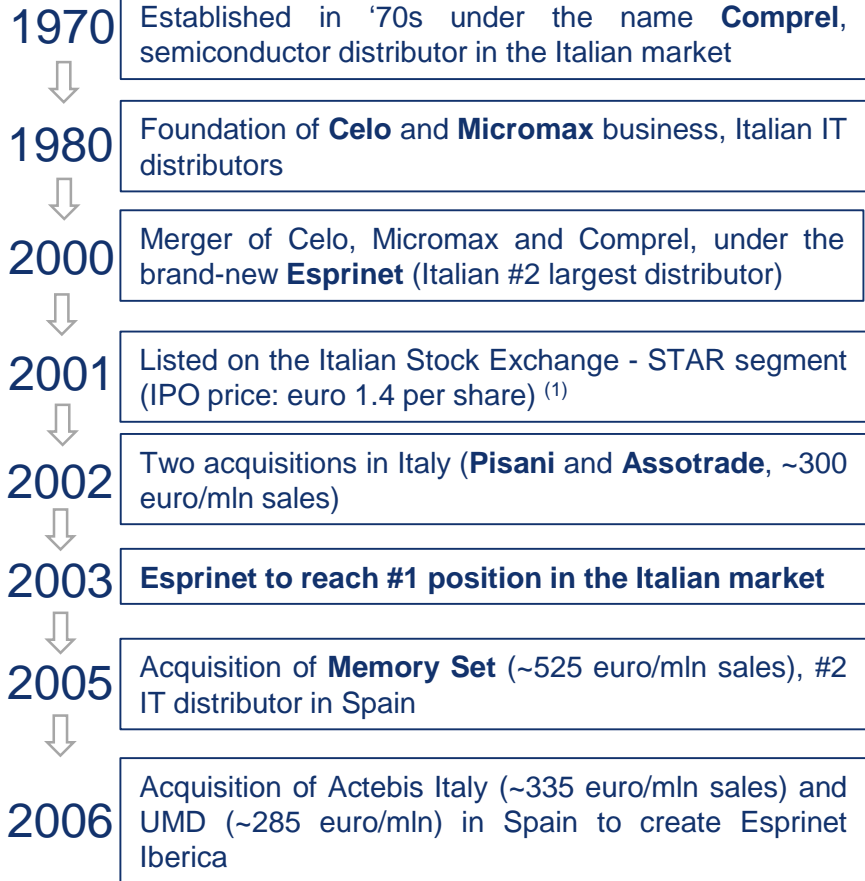 1970
Established in ‘70s under the name Comprel,
semiconductor distributor in the Italian market
1980
Foundation of Celo and Micromax business, Italian IT
distributors
2000
Merger of Celo, Micromax and Comprel, under the
brand-new Esprinet (Italian #2 largest distributor)
2001
Listed on the Italian Stock Exchange - STAR segment
(IPO price: euro 1.4 per share) (1)
2002
Two acquisitions in Italy (Pisani and Assotrade, ~300
euro/mln sales)
2003
Esprinet to reach #1 position in the Italian market
2005
Acquisition of Memory Set (~525 euro/mln sales), #2
IT distributor in Spain
2006
Acquisition of Actebis Italy (~335 euro/mln sales) and
UMD (~285 euro/mln) in Spain to create Esprinet
Iberica